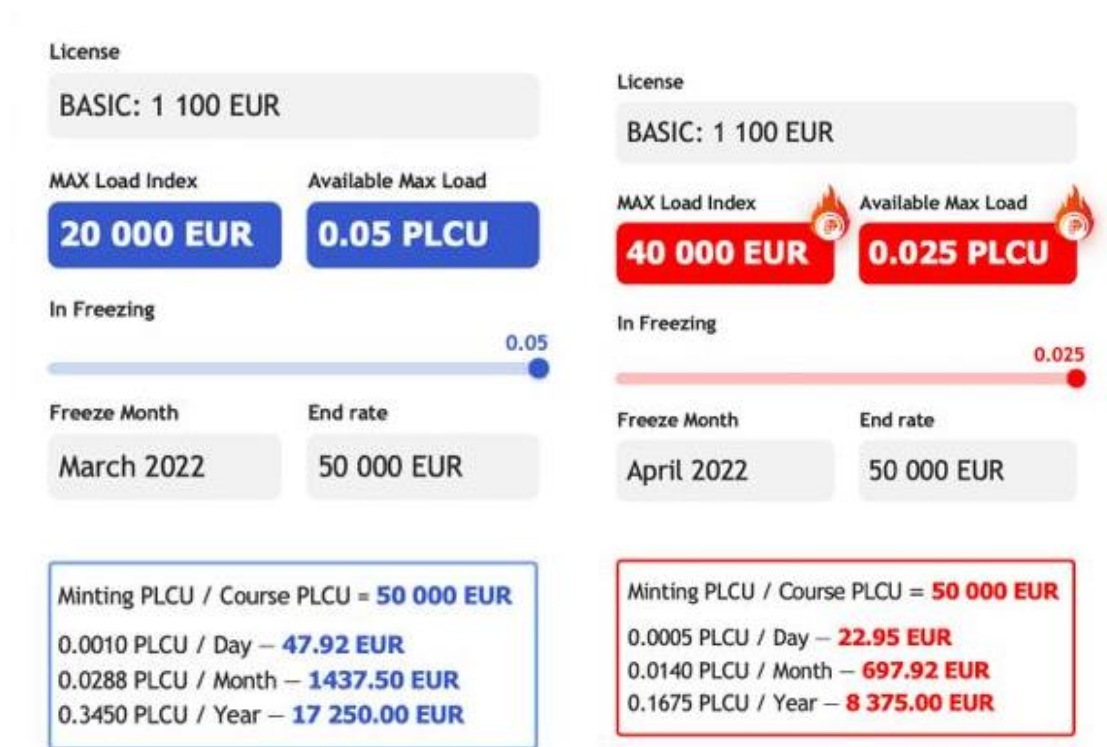 License
BASIC: 1 100 EUR
MAX Load Index
Available Max Load
20 000 EUR
0.05 PLCU
In Freezing
0.05
Freeze Month
End rate
March 2022
50 000 EUR
Minting PLCU / Course PLCU = 50 000 EUR
0.0010 PLCU / Day – 47.92 EUR
0.0288 PLCU / Month – 1437.50 EUR
0.3450 PLCU / Year – 17 250.00 EUR
License
BASIC: 1 100 EUR
MAX Load Index
Available Max Load
40 000 EUR
0.025 PLCU
In Freezing
0.025
Freeze Month
End rate
April 2022
50 000 EUR
Minting PLCU / Course PLCU = 50 000 EUR
0.0005 PLCU / Day – 22.95 EUR
0.0140 PLCU / Month – 697.92 EUR
0.1675 PLCU / Year – 8 375.00 EUR